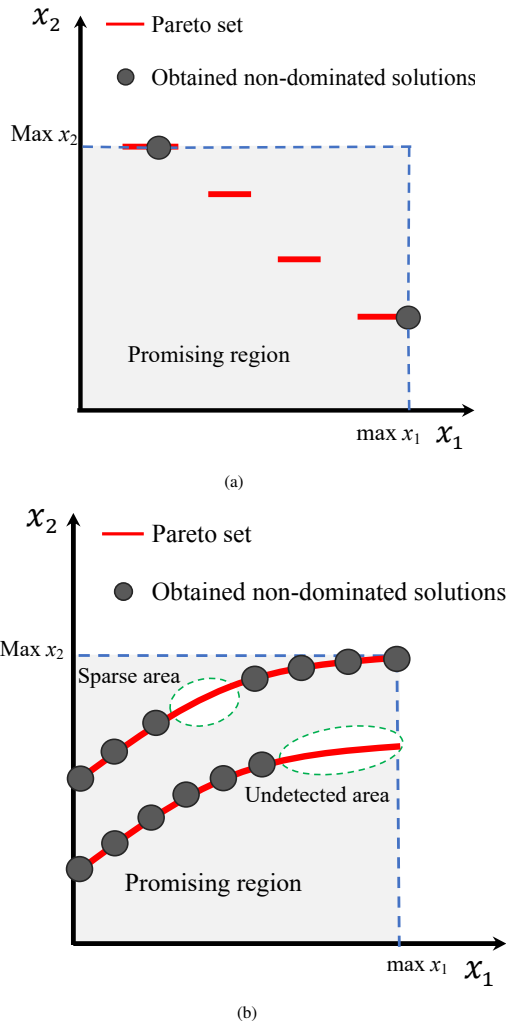 x₂
Pareto set
Obtained non-dominated solutions
Max x₂
Promising region
max x₁ x₁
(a)
x₂
Pareto set
Obtained non-dominated solutions
Max x₂
Sparse area
Undetected area
Promising region
max x₁ x₁
(b)